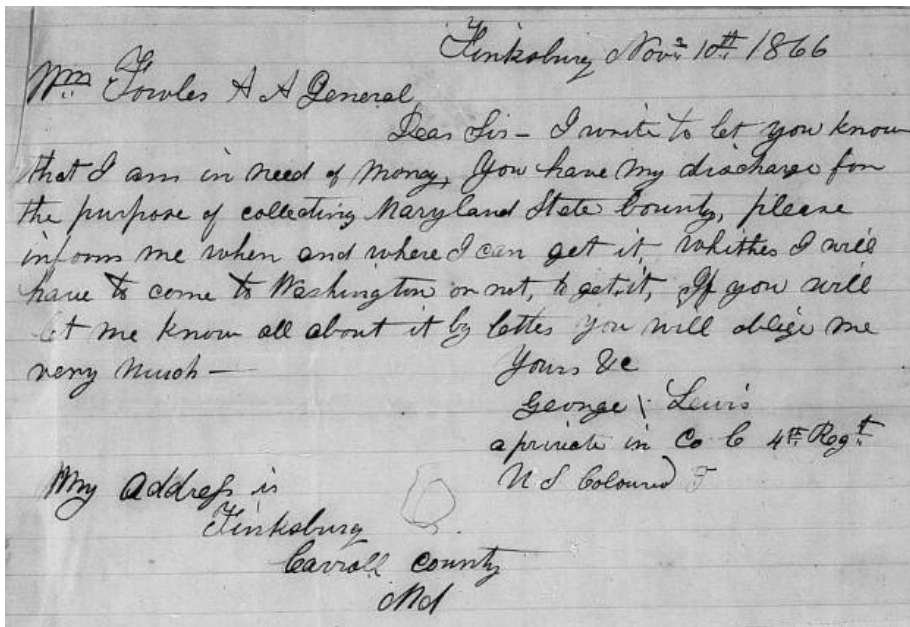 Finksburg Novr 10th 1866
Wm Fowles A A General
Dear Sir - I write to let you know
that I am in need of money, You have my discharge for
the purpose of collecting Maryland State bounty, please
inform me when and where I can get it, whither I will
have to come to Washington or not, to get it, If you will
let me know all about it by letter you will oblige me
very much -
Yours &c
George Lewis
a private in Co C 4th Regt
U S Coloured T
My address is
Finksburg
Carroll County
Md